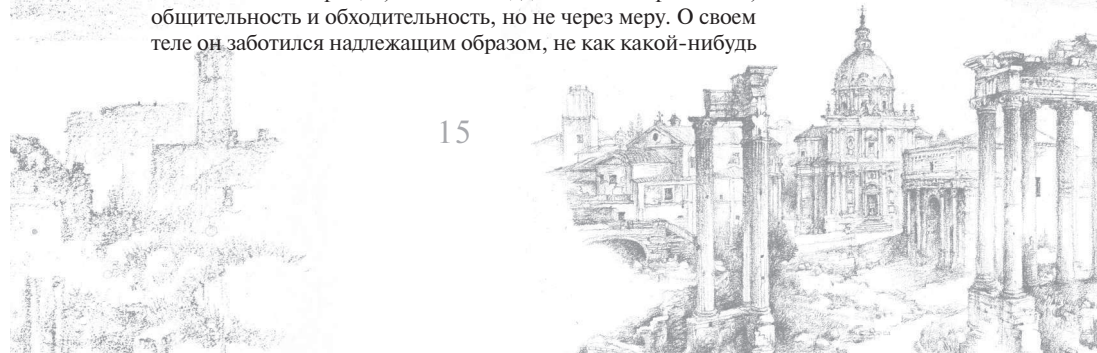 общительность и обходительность, но не через меру. О своем
теле он заботился надлежащим образом, не как какой-нибудь
15